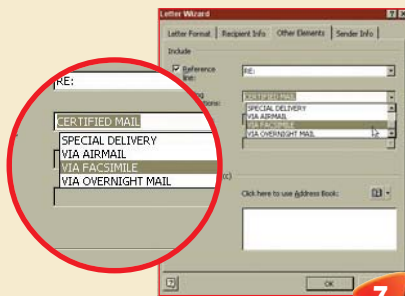 Letter Wizard
Letter Format Recipient Info Other Elements Sender Info
Include
Reference
line:
RE:
CERTIFIED MAIL
SPECIAL DELIVERY
VIA AIRMAIL
VIA FACSIMILE
VIA OVERNIGHT MAIL
Click here to use Address Book:
OK
7
RE:
CERTIFIED MAIL
SPECIAL DELIVERY
VIA AIRMAIL
VIA FACSIMILE
VIA OVERNIGHT MAIL